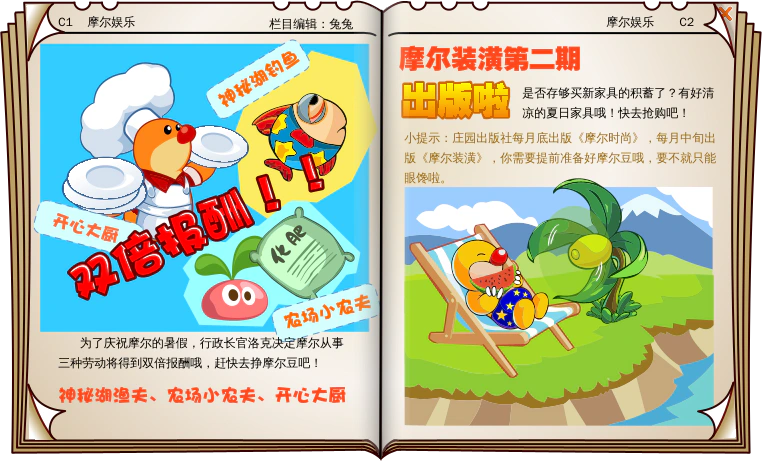 C1 摩尔娱乐
栏目编辑：兔兔
神秘湖钓鱼
开心大厨
双倍报酬！！
化肥
农场小农夫
为了庆祝摩尔的暑假，行政长官洛克决定摩尔从事
三种劳动将得到双倍报酬哦，赶快去挣摩尔豆吧！
神秘湖渔夫、农场小农夫、开心大厨
摩尔娱乐 C2
摩尔装潢第二期
出版啦
是否存够买新家具的积蓄了？有好清
凉的夏日家具哦！快去抢购吧！
小提示：庄园出版社每月底出版《摩尔时尚》，每月中旬出
版《摩尔装潢》，你需要提前准备好摩尔豆哦，要不就只能
眼馋啦。